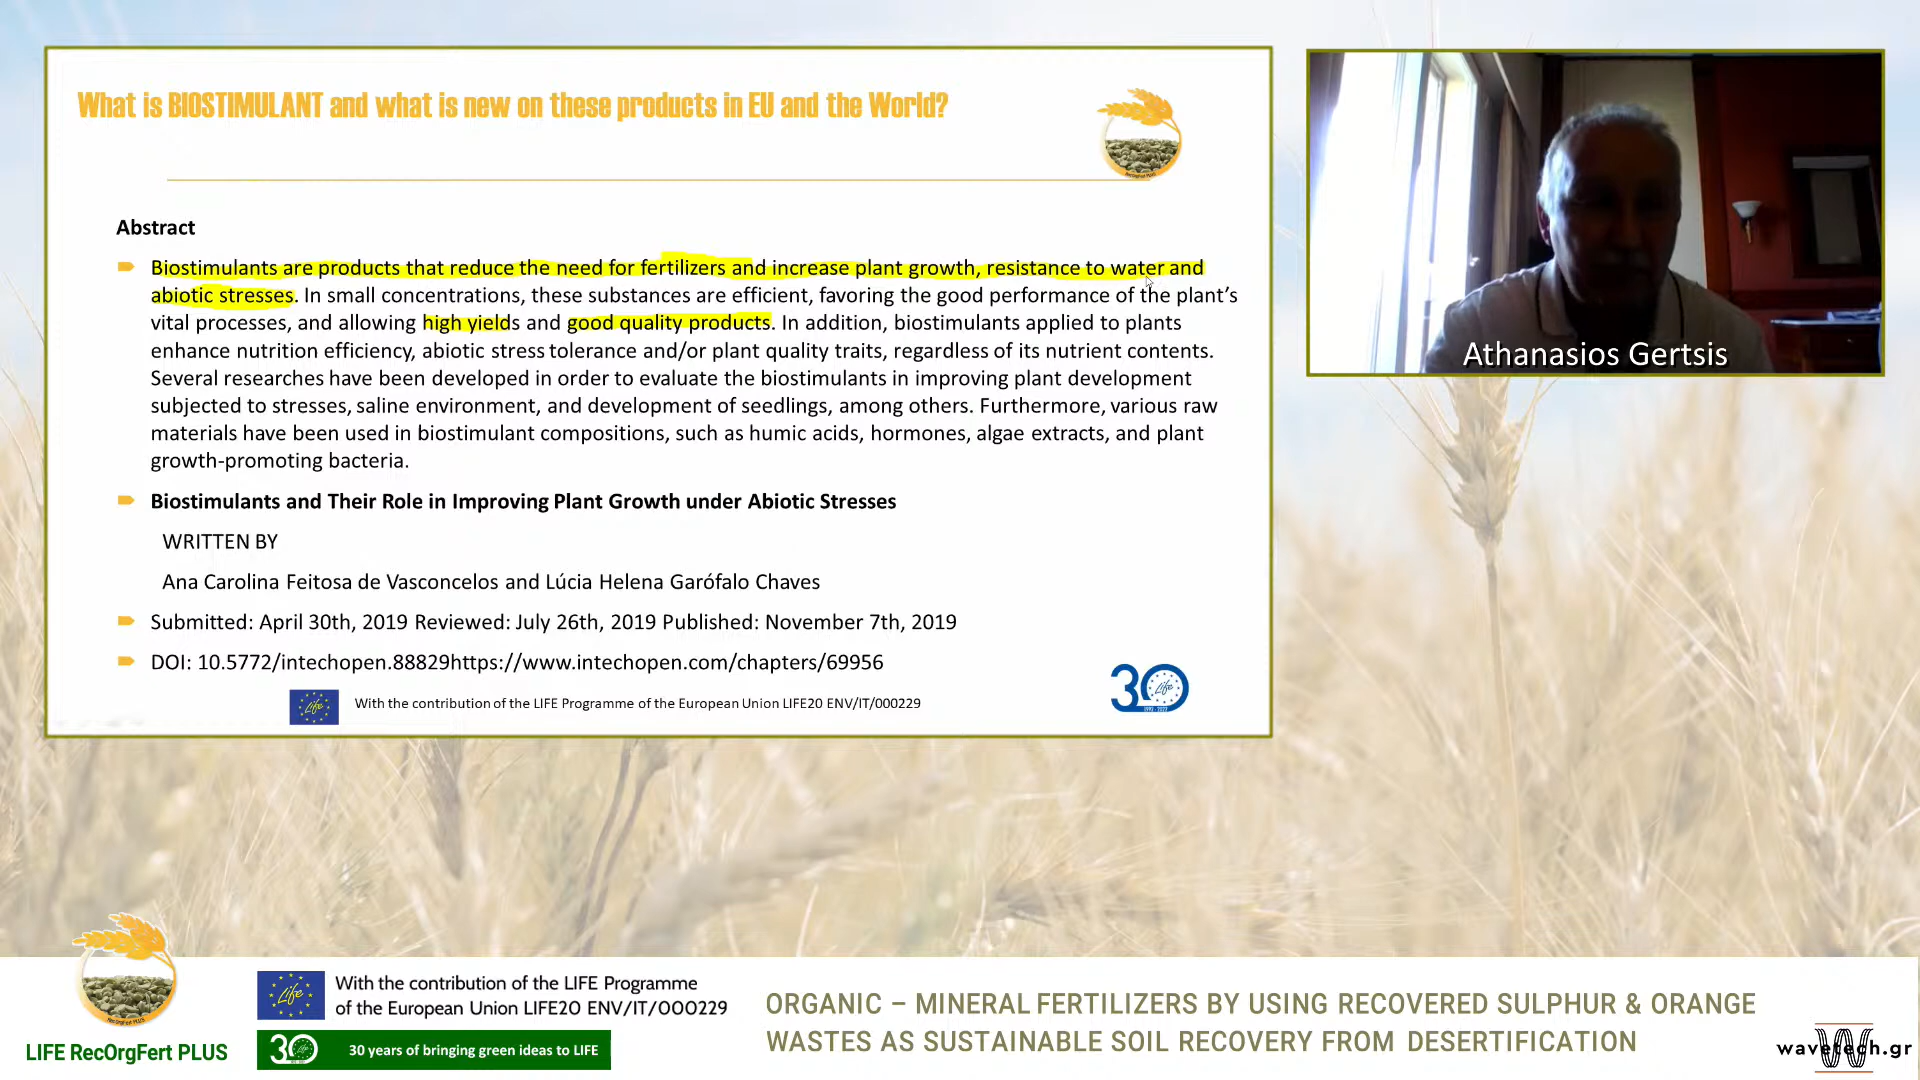 What is BIOSTIMULANT and what is new on these products in EU and the World?
Abstract
Biostimulants are products that reduce the need for fertilizers and increase plant growth, resistance to water and
abiotic stresses. In small concentrations, these substances are efficient, favoring the good performance of the plant's
vital processes, and allowing high yields and good quality products. In addition, biostimulants applied to plants
enhance nutrition efficiency, abiotic stress tolerance and/or plant quality traits, regardless of its nutrient contents.
Several researches have been developed in order to evaluate the biostimulants in improving plant development
subjected to stresses, saline environment, and development of seedlings, among others. Furthermore, various raw
materials have been used in biostimulant compositions, such as humic acids, hormones, algae extracts, and plant
growth-promoting bacteria.
Biostimulants and Their Role in Improving Plant Growth under Abiotic Stresses
WRITTEN BY
Ana Carolina Feitosa de Vasconcelos and Lúcia Helena Garófalo Chaves
Submitted: April 30th, 2019 Reviewed: July 26th, 2019 Published: November 7th, 2019
DOI: 10.5772/intechopen.88829https://www.intechopen.com/chapters/69956
Life
With the contribution of the LIFE Programme of the European Union LIFE20 ENV/IT/000229
30
Life
1992 - 2022
Athanasios Gertsis
RecOrgFert PLUS
LIFE RecOrgFert PLUS
Life
With the contribution of the LIFE Programme
of the European Union LIFE20 ENV/IT/000229
30
Life
30 years of bringing green ideas to LIFE
ORGANIC – MINERAL FERTILIZERS BY USING RECOVERED SULPHUR & ORANGE
WASTES AS SUSTAINABLE SOIL RECOVERY FROM DESERTIFICATION
wavetech.gr